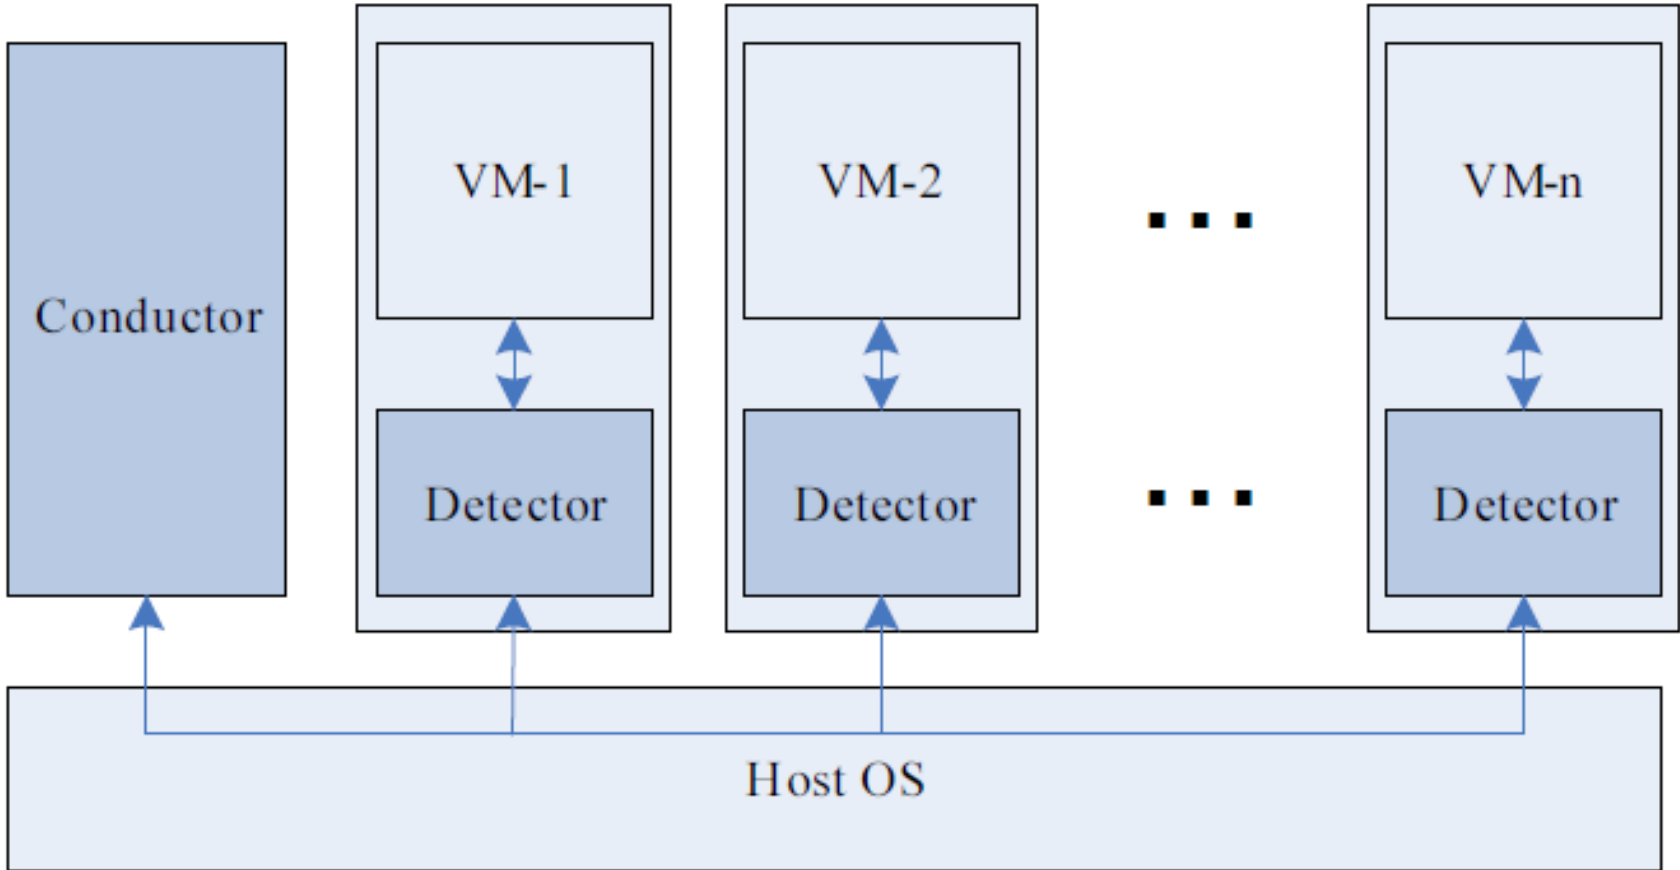 VM-1
VM-2
VM-n
Conductor
Detector
Detector
Detector
Host OS